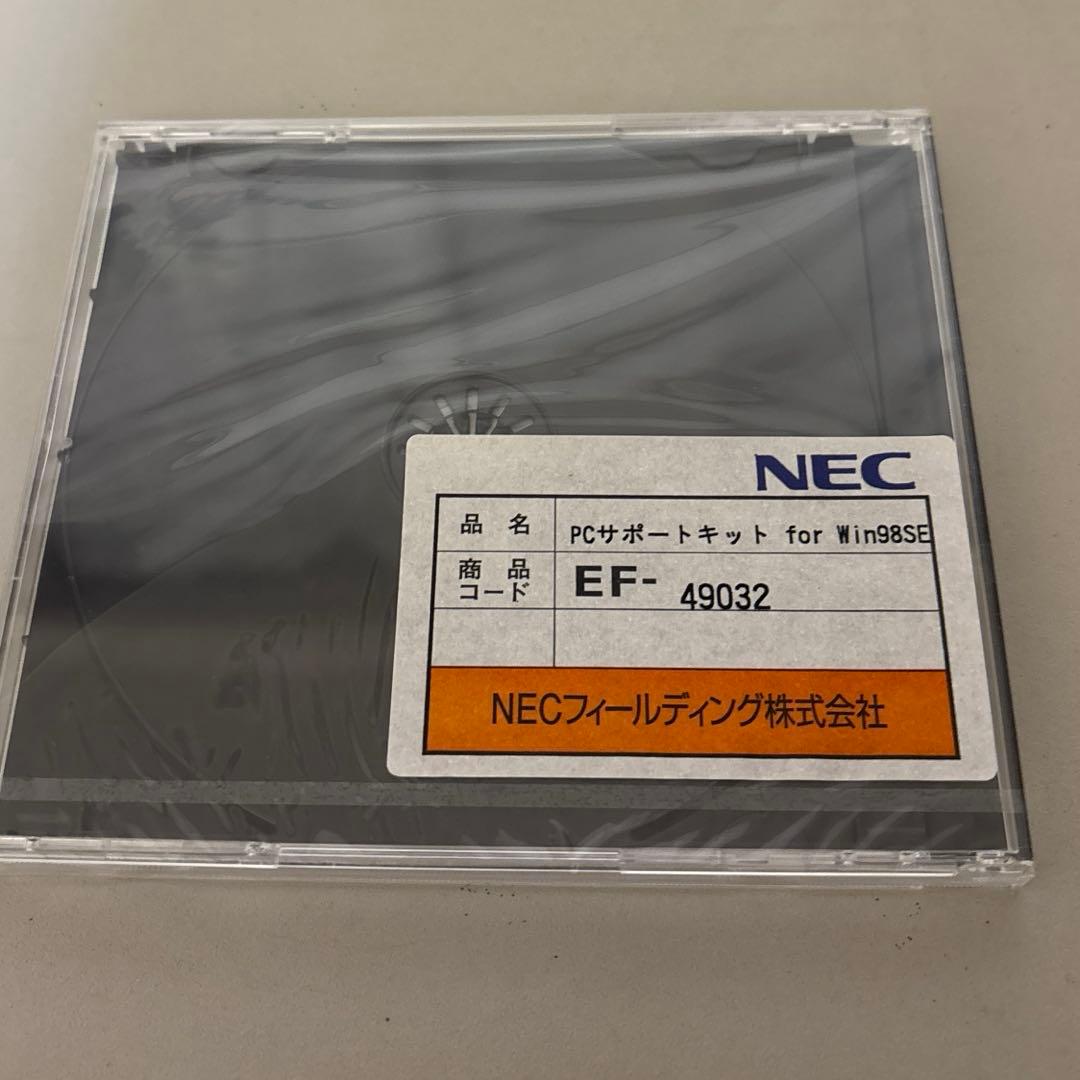 NEC
品名 PCサポートキット for Win98SE
商品コード EF- 49032
NECフィールディング株式会社